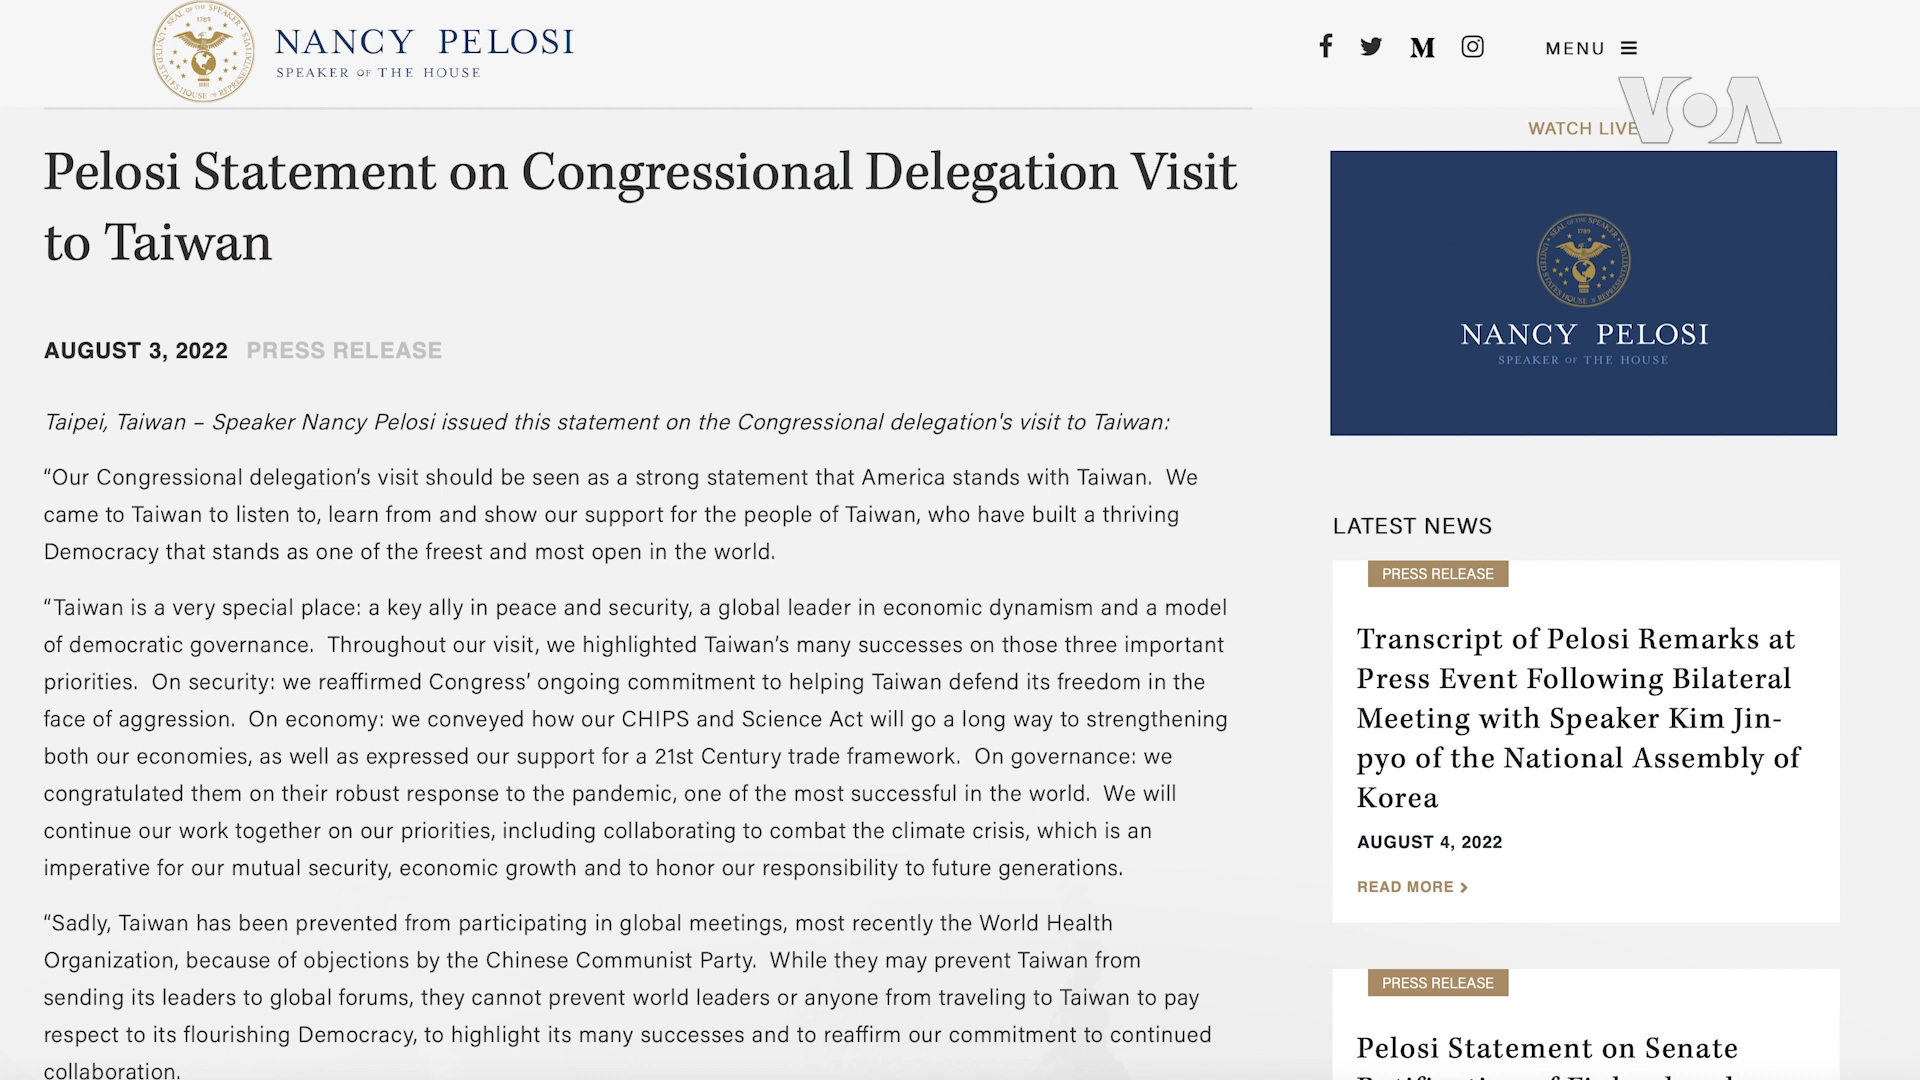 NANCY PELOSI
SPEAKER OF THE HOUSE
MENU
VOA
WATCH LIVE
Pelosi Statement on Congressional Delegation Visit
to Taiwan
AUGUST 3, 2022 PRESS RELEASE
Taipei, Taiwan – Speaker Nancy Pelosi issued this statement on the Congressional delegation's visit to Taiwan:
“Our Congressional delegation’s visit should be seen as a strong statement that America stands with Taiwan.  We
came to Taiwan to listen to, learn from and show our support for the people of Taiwan, who have built a thriving
Democracy that stands as one of the freest and most open in the world.
“Taiwan is a very special place: a key ally in peace and security, a global leader in economic dynamism and a model
of democratic governance.  Throughout our visit, we highlighted Taiwan’s many successes on those three important
priorities.  On security: we reaffirmed Congress’ ongoing commitment to helping Taiwan defend its freedom in the
face of aggression.  On economy: we conveyed how our CHIPS and Science Act will go a long way to strengthening
both our economies, as well as expressed our support for a 21st Century trade framework.  On governance: we
congratulated them on their robust response to the pandemic, one of the most successful in the world.  We will
continue our work together on our priorities, including collaborating to combat the climate crisis, which is an
imperative for our mutual security, economic growth and to honor our responsibility to future generations.
“Sadly, Taiwan has been prevented from participating in global meetings, most recently the World Health
Organization, because of objections by the Chinese Communist Party.  While they may prevent Taiwan from
sending its leaders to global forums, they cannot prevent world leaders or anyone from traveling to Taiwan to pay
respect to its flourishing Democracy, to highlight its many successes and to reaffirm our commitment to continued
collaboration.
SEAL OF THE SPEAKER
1789
UNITED STATES HOUSE OF REPRESENTATIVES
NANCY PELOSI
SPEAKER OF THE HOUSE
LATEST NEWS
PRESS RELEASE
Transcript of Pelosi Remarks at
Press Event Following Bilateral
Meeting with Speaker Kim Jin-
pyo of the National Assembly of
Korea
AUGUST 4, 2022
READ MORE
PRESS RELEASE
Pelosi Statement on Senate